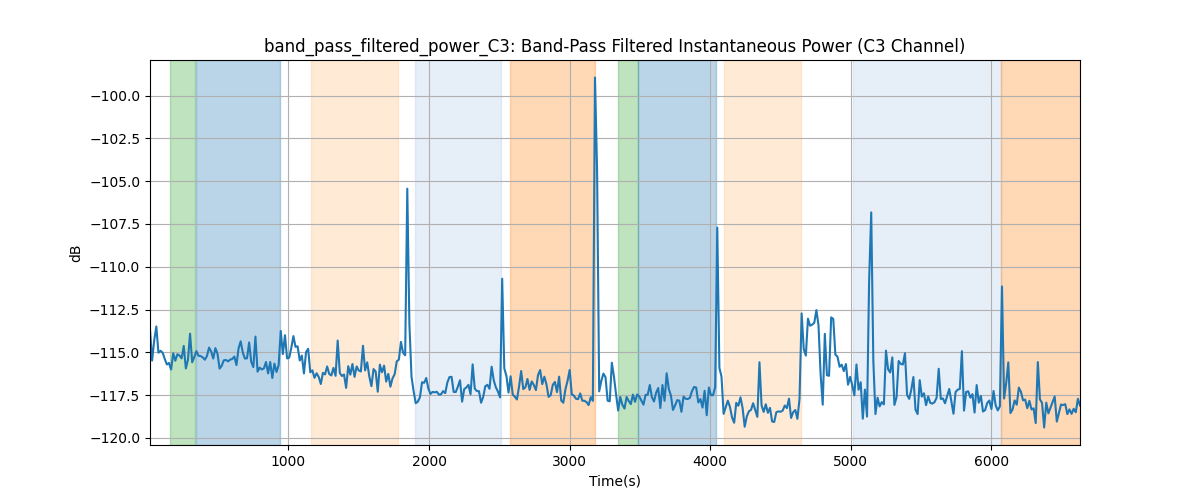 band_pass_filtered_power_C3: Band-Pass Filtered Instantaneous Power (C3 Channel)
−100.0
−102.5
−105.0
−107.5
−110.0
−112.5
−115.0
−117.5
−120.0
dB
1000 2000 3000 4000 5000 6000
Time(s)